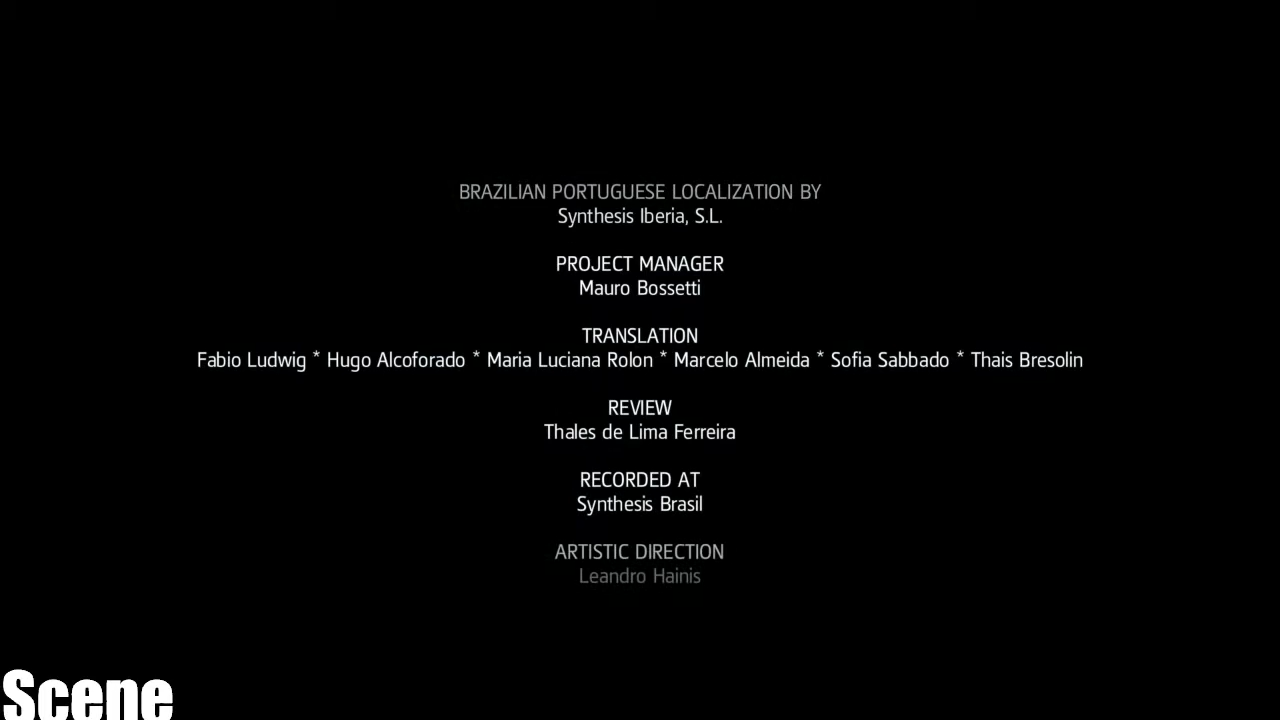 BRAZILIAN PORTUGUESE LOCALIZATION BY
Synthesis Iberia, S.L.
PROJECT MANAGER
Mauro Bossetti
TRANSLATION
Fabio Ludwig * Hugo Alcoforado * Maria Luciana Rolon * Marcelo Almeida * Sofia Sabbado * Thais Bresolin
REVIEW
Thales de Lima Ferreira
RECORDED AT
Synthesis Brasil
ARTISTIC DIRECTION
Leandro Hainis
Scene